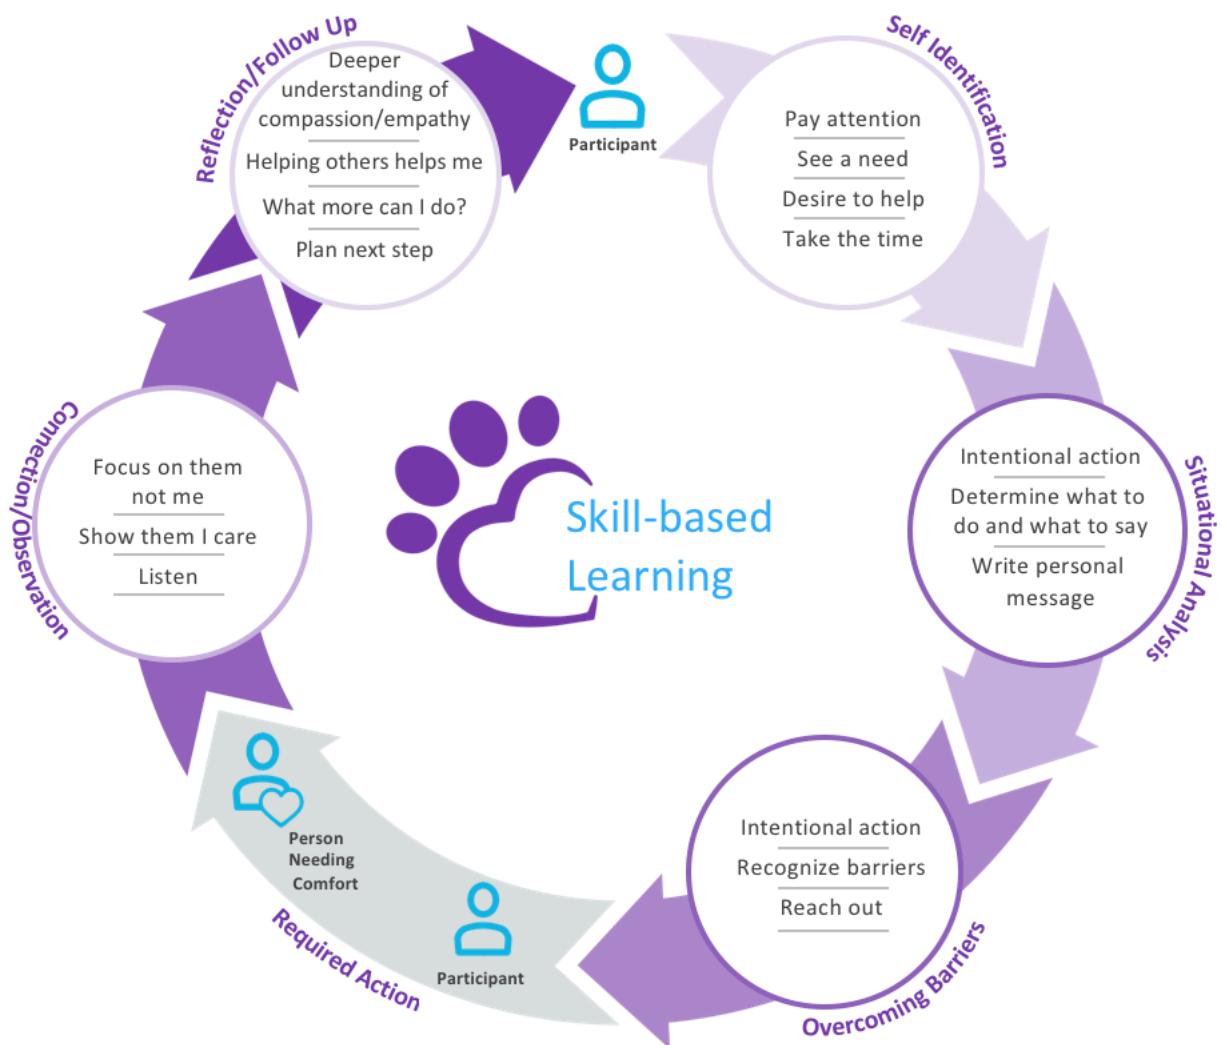 Participant
Self Identification
Pay attention
See a need
Desire to help
Take the time
Situational Analysis
Intentional action
Determine what to
do and what to say
Write personal
message
Overcoming Barriers
Intentional action
Recognize barriers
Reach out
Required Action
Participant
Person
Needing
Comfort
Connection/Observation
Focus on them
not me
Show them I care
Listen
Reflection/Follow Up
Deeper
understanding of
compassion/empathy
Helping others helps me
What more can I do?
Plan next step
Skill-based
Learning